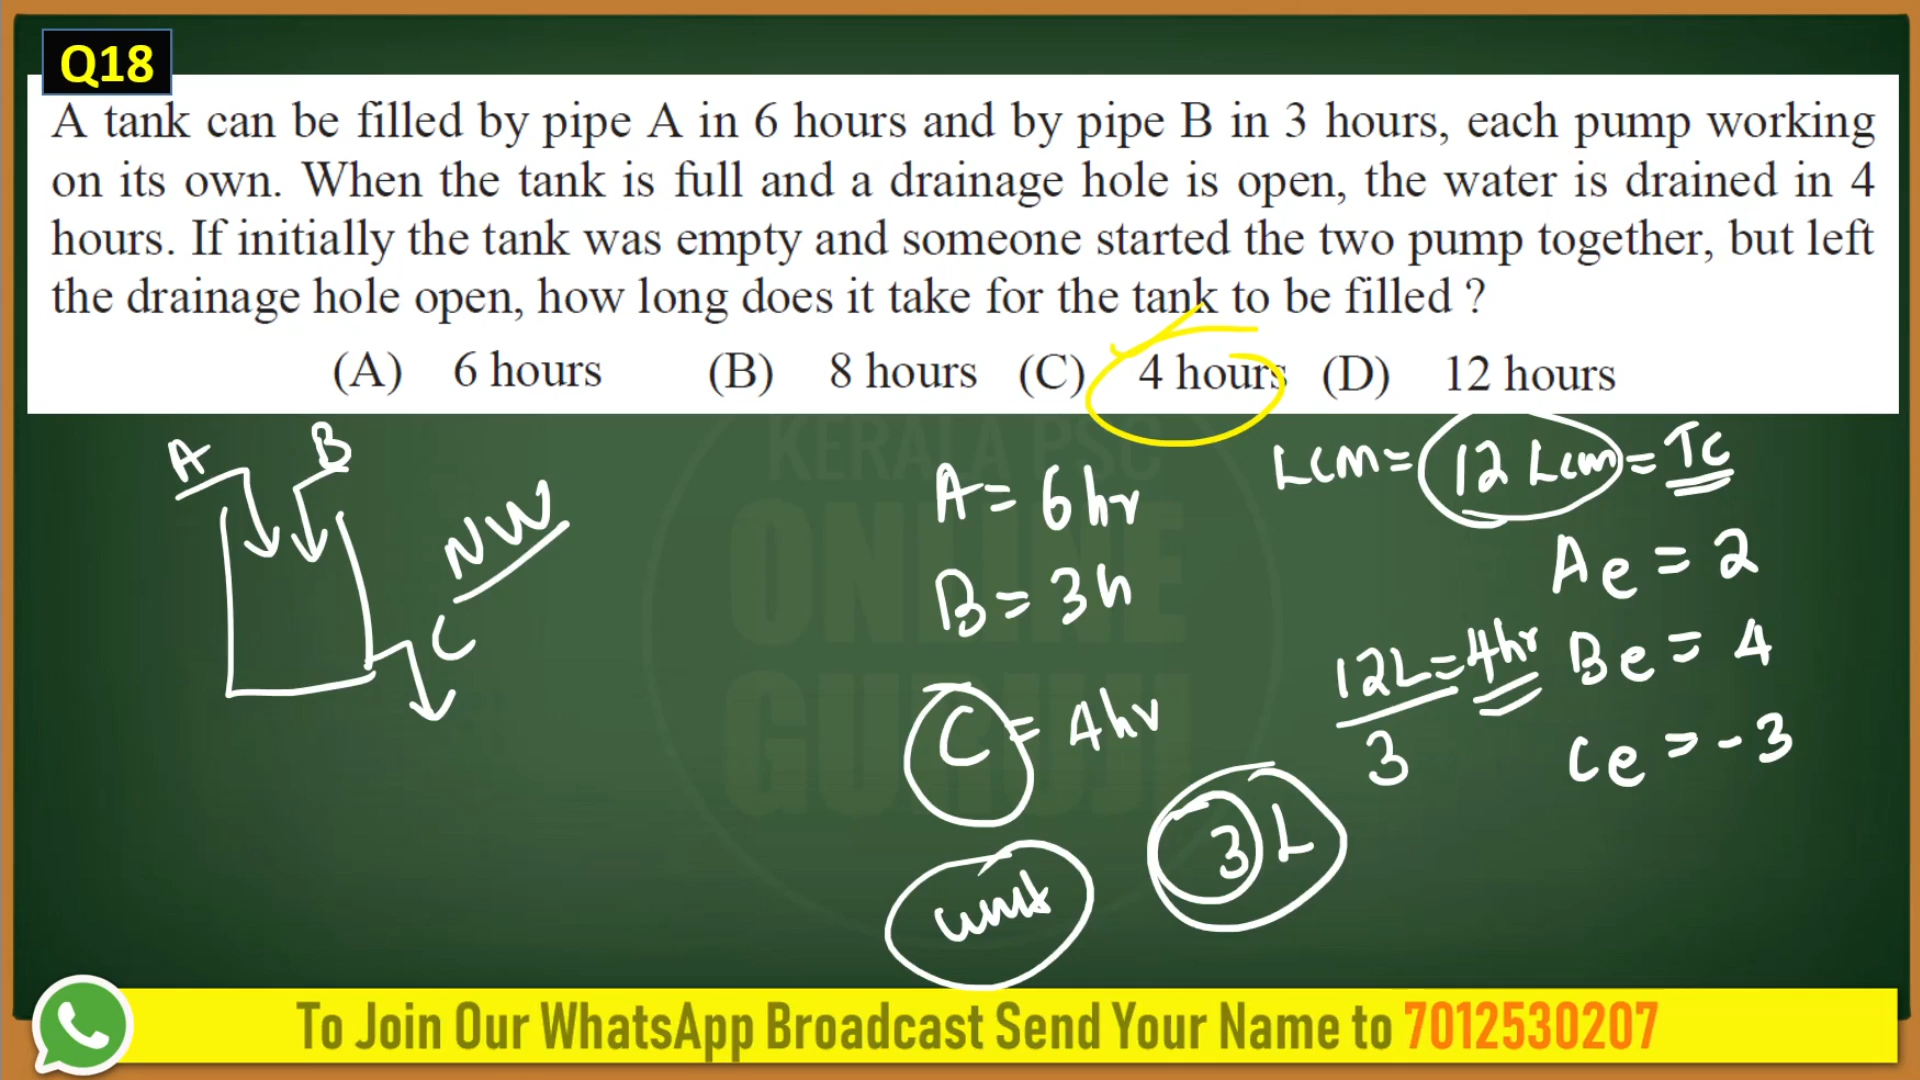 Q18
A tank can be filled by pipe A in 6 hours and by pipe B in 3 hours, each pump working
on its own. When the tank is full and a drainage hole is open, the water is drained in 4
hours. If initially the tank was empty and someone started the two pump together, but left
the drainage hole open, how long does it take for the tank to be filled ?
(A) 6 hours (B) 8 hours (C) 4 hours (D) 12 hours
KERALA PSC
ONLINE
GURUJI
A B
NW
C
A = 6hr
B = 3h
C = 4hr
unit
3 L
LCM = 12 Lcm = TC
Ae = 2
Be = 4
Ce = -3
12L = 4hr
3
To Join Our WhatsApp Broadcast Send Your Name to 7012530207